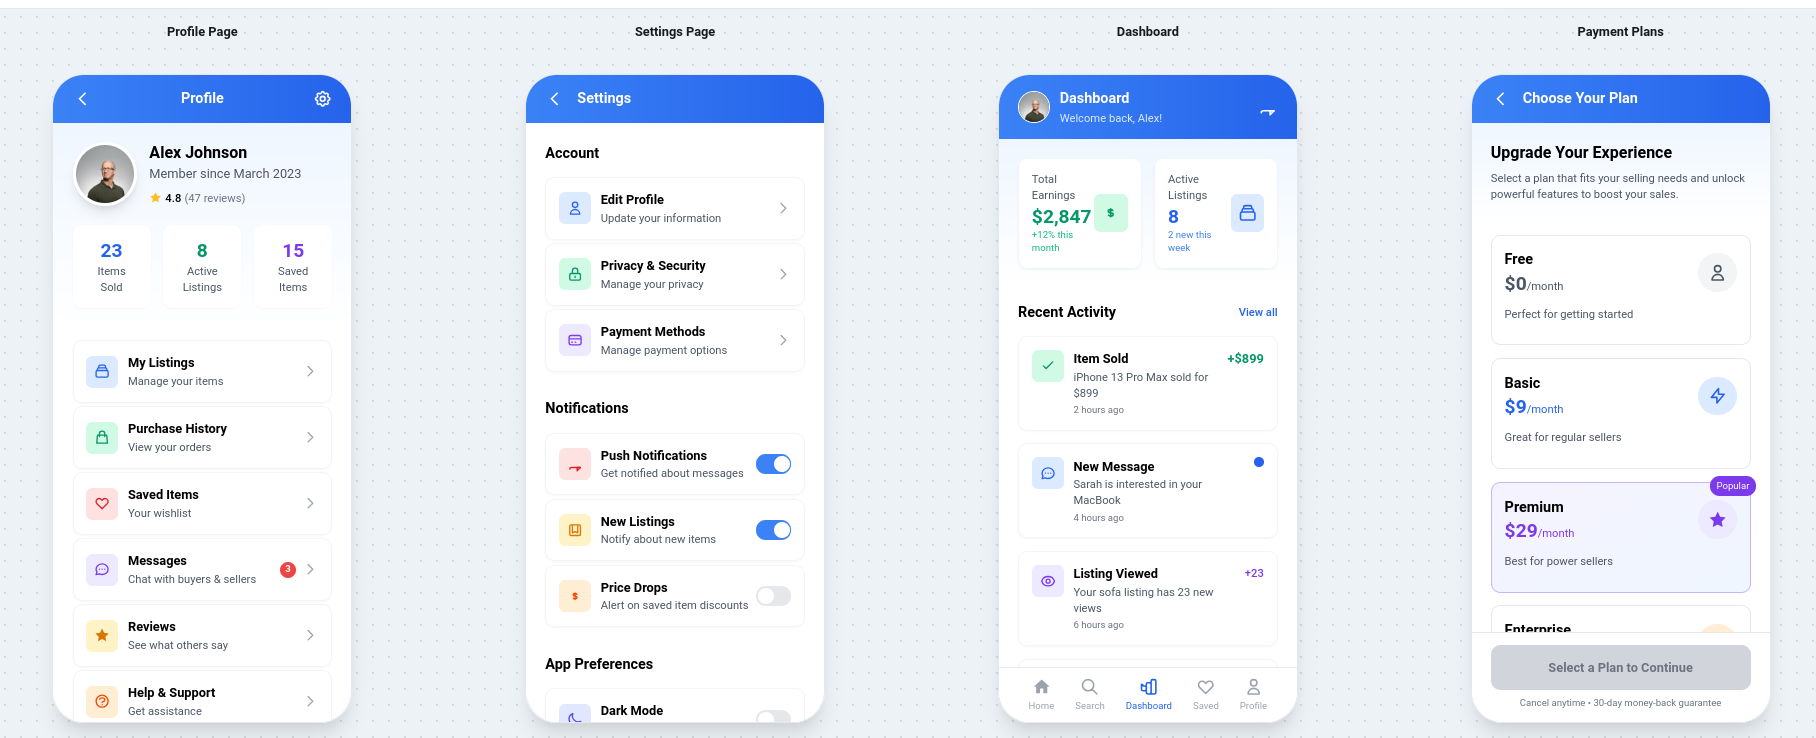 Profile Page
Profile
Alex Johnson
Member since March 2023
4.8 (47 reviews)
23
Items
Sold
8
Active
Listings
15
Saved
Items
My Listings
Manage your items
Purchase History
View your orders
Saved Items
Your wishlist
Messages
Chat with buyers & sellers
3
Reviews
See what others say
Help & Support
Get assistance
Settings Page
Settings
Account
Edit Profile
Update your information
Privacy & Security
Manage your privacy
Payment Methods
Manage payment options
Notifications
Push Notifications
Get notified about messages
New Listings
Notify about new items
Price Drops
Alert on saved item discounts
App Preferences
Dark Mode
Dashboard
Dashboard
Welcome back, Alex!
Total
Earnings
$2,847
+12% this
month
Active
Listings
8
2 new this
week
Recent Activity
View all
Item Sold
+$899
iPhone 13 Pro Max sold for
$899
2 hours ago
New Message
Sarah is interested in your
MacBook
4 hours ago
Listing Viewed
+23
Your sofa listing has 23 new
views
6 hours ago
Home
Search
Dashboard
Saved
Profile
Payment Plans
Choose Your Plan
Upgrade Your Experience
Select a plan that fits your selling needs and unlock
powerful features to boost your sales.
Free
$0/month
Perfect for getting started
Basic
$9/month
Great for regular sellers
Popular
Premium
$29/month
Best for power sellers
Enterprise
Select a Plan to Continue
Cancel anytime • 30-day money-back guarantee